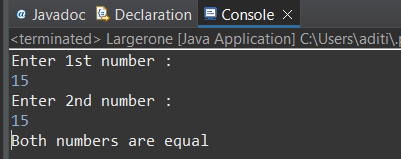 @ Javadoc Declaration Console ×
<terminated> Largerone [Java Application] C:\Users\aditi\.p
Enter 1st number :
15
Enter 2nd number :
15
Both numbers are equal